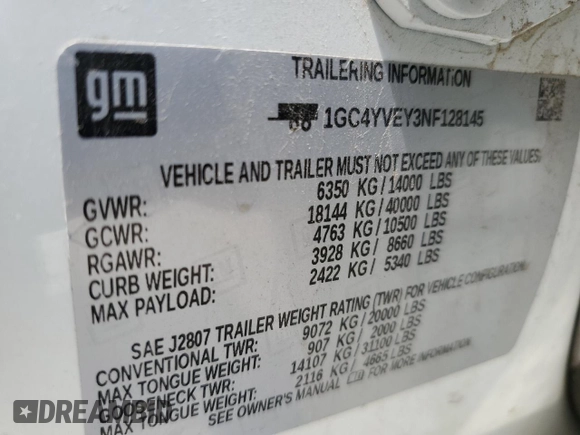 gm
TRAILERING INFORMATION
1GC4YVEY3NF128145
VEHICLE AND TRAILER MUST NOT EXCEED ANY OF THESE VALUES:
GVWR: 6350 KG/14000 LBS
GCWR: 18144 KG/40000 LBS
RGAWR: 4763 KG/10500 LBS
CURB WEIGHT: 3928 KG/ 8660 LBS
MAX PAYLOAD: 2422 KG/ 5340 LBS
SAE J2807 TRAILER WEIGHT RATING (TWR) FOR VEHICLE CONFIGURATION:
CONVENTIONAL TWR: 9072 KG/20000 LBS
MAX TONGUE WEIGHT: 907 KG/ 2000 LBS
GOOSENECK TWR: 14107 KG/31100 LBS
MAX TONGUE WEIGHT: 2116 KG/ 4665 LBS
SEE OWNER'S MANUAL FOR MORE INFORMATION.